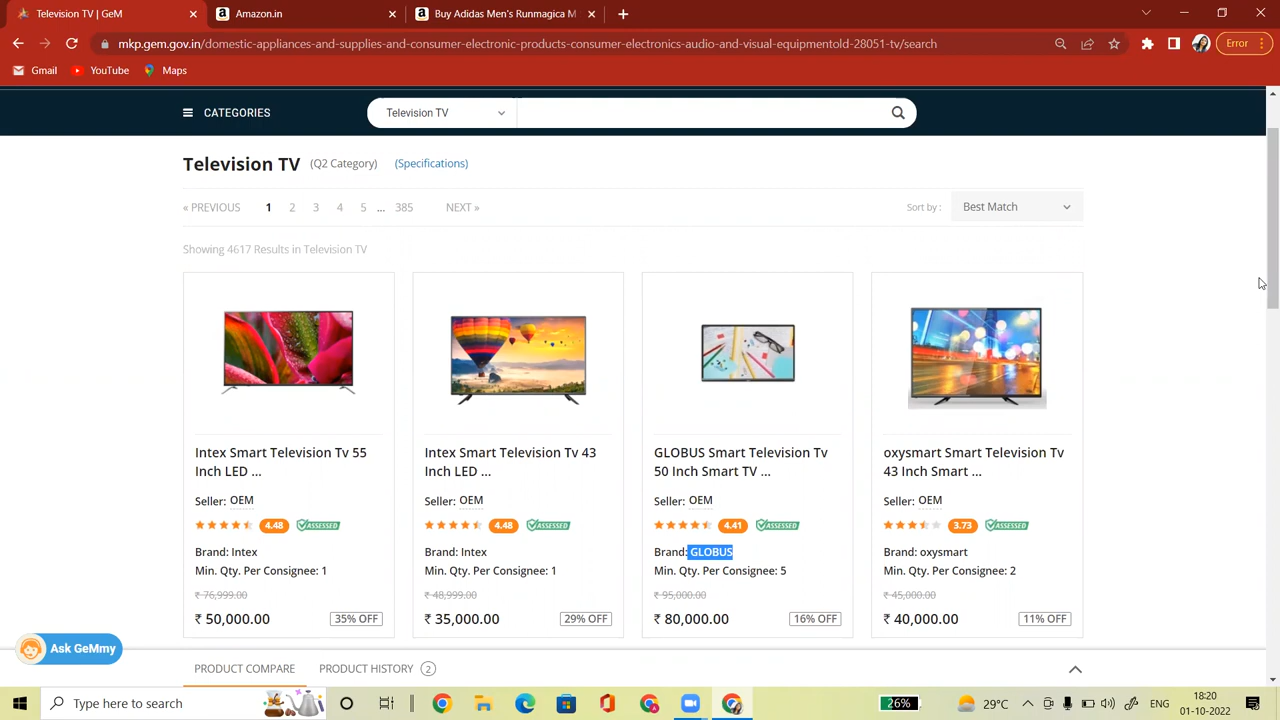 Television TV | GeM
Amazon.in
Buy Adidas Men's Runmagica M
mkp.gem.gov.in/domestic-appliances-and-supplies-and-consumer-electronic-products-consumer-electronics-audio-and-visual-equipmentold-28051-tv/search
Error
Gmail YouTube Maps
CATEGORIES
Television TV
Television TV (Q2 Category) (Specifications)
« PREVIOUS 1 2 3 4 5 ... 385 NEXT »
Sort by : Best Match
Showing 4617 Results in Television TV
Intex Smart Television Tv 55
Inch LED ...
Seller: OEM
4.48 ASSESSED
Brand: Intex
Min. Qty. Per Consignee: 1
₹ 76,999.00
₹ 50,000.00 35% OFF
Intex Smart Television Tv 43
Inch LED ...
Seller: OEM
4.48 ASSESSED
Brand: Intex
Min. Qty. Per Consignee: 1
₹ 48,999.00
₹ 35,000.00 29% OFF
GLOBUS Smart Television Tv
50 Inch Smart TV ...
Seller: OEM
4.41 ASSESSED
Brand: GLOBUS
Min. Qty. Per Consignee: 5
₹ 95,000.00
₹ 80,000.00 16% OFF
oxysmart Smart Television Tv
43 Inch Smart ...
Seller: OEM
3.73 ASSESSED
Brand: oxysmart
Min. Qty. Per Consignee: 2
₹ 45,000.00
₹ 40,000.00 11% OFF
Ask GeMmy
PRODUCT COMPARE PRODUCT HISTORY 2
Type here to search
26%
29°C
ENG
18:20
01-10-2022